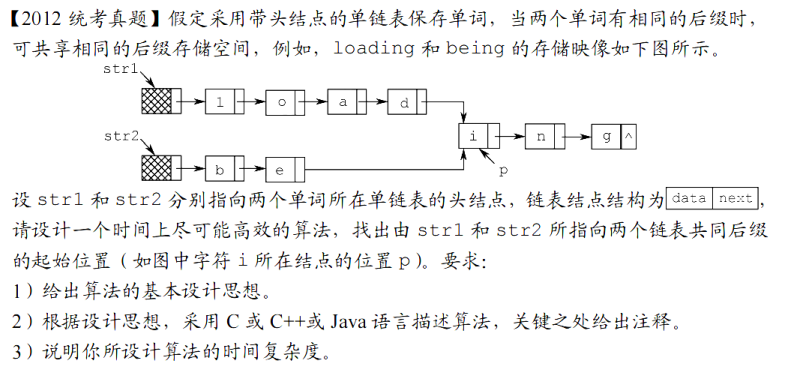 【2012 统考真题】假定采用带头结点的单链表保存单词，当两个单词有相同的后缀时，
可共享相同的后缀存储空间，例如，loading 和 being 的存储映像如下图所示。
str1
l o a d
i n g ∧
str2
b e
p
设 str1 和 str2 分别指向两个单词所在单链表的头结点，链表结点结构为 data next，
请设计一个时间上尽可能高效的算法，找出由 str1 和 str2 所指向两个链表共同后缀
的起始位置（如图中字符 i 所在结点的位置 p）。要求：
1）给出算法的基本设计思想。
2）根据设计思想，采用 C 或 C++或 Java 语言描述算法，关键之处给出注释。
3）说明你所设计算法的时间复杂度。